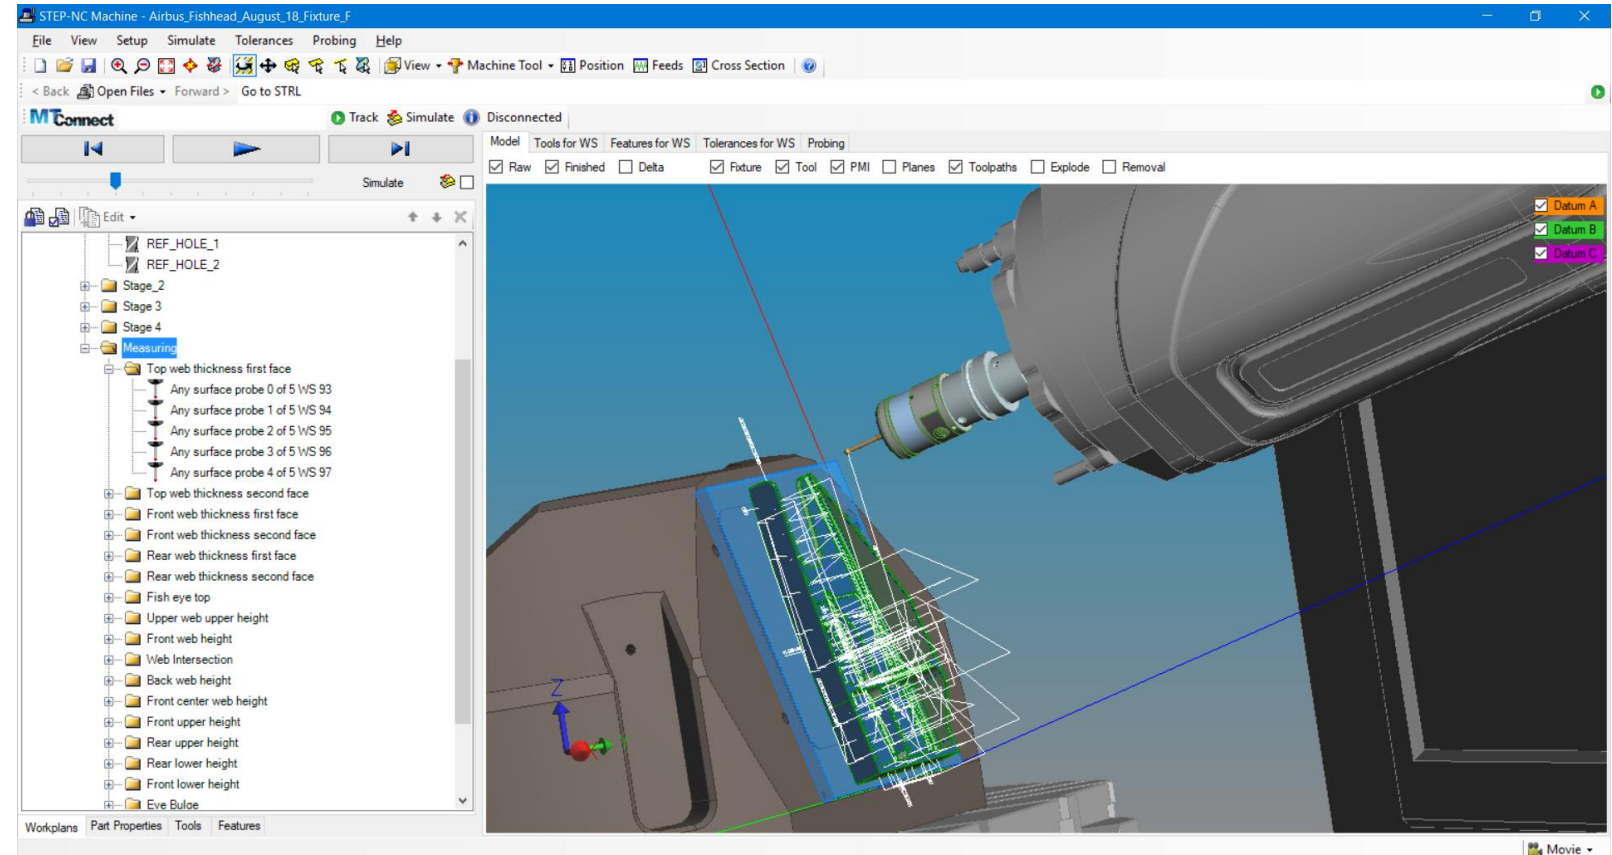 STEP-NC Machine - Airbus_Fishhead_August_18_Fixture_F
File View Setup Simulate Tolerances Probing Help
View Machine Tool Position Feeds Cross Section
< Back Open Files Forward > Go to STRL
MTConnect Track Simulate Disconnected
Model Tools for WS Features for WS Tolerances for WS Probing
Raw Finished Delta Fixture Tool PMI Planes Toolpaths Explode Removal
Simulate
Edit
Datum A
Datum B
Datum C
REF_HOLE_1
REF_HOLE_2
Stage_2
Stage 3
Stage 4
Measuring
Top web thickness first face
Any surface probe 0 of 5 WS 93
Any surface probe 1 of 5 WS 94
Any surface probe 2 of 5 WS 95
Any surface probe 3 of 5 WS 96
Any surface probe 4 of 5 WS 97
Top web thickness second face
Front web thickness first face
Front web thickness second face
Rear web thickness first face
Rear web thickness second face
Fish eye top
Upper web upper height
Front web height
Web Intersection
Back web height
Front center web height
Front upper height
Rear upper height
Rear lower height
Front lower height
Eye Bulge
Z
Workplans Part Properties Tools Features
Movie